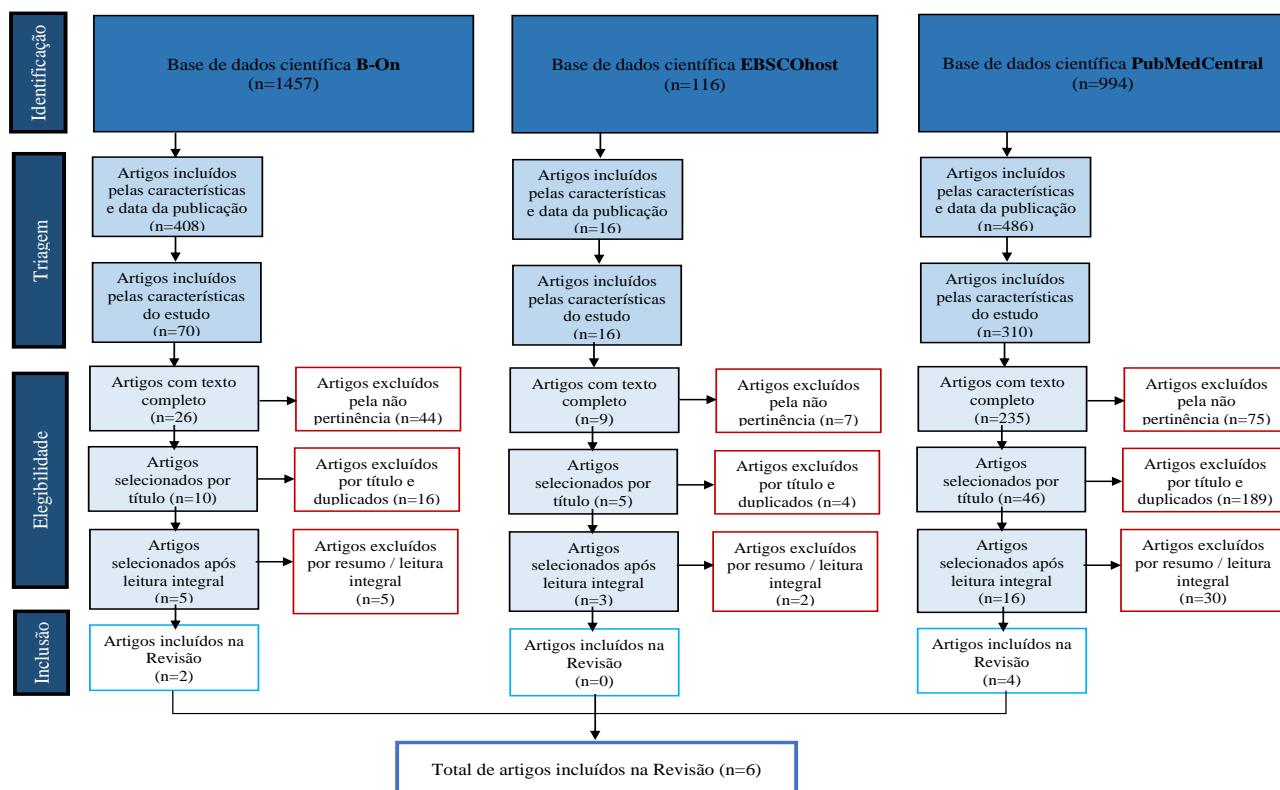 Identificação
Base de dados científica B-On
(n=1457)
Base de dados científica EBSCOhost
(n=116)
Base de dados científica PubMedCentral
(n=994)
Triagem
Artigos incluídos
pelas características
e data da publicação
(n=408)
Artigos incluídos
pelas características
e data da publicação
(n=16)
Artigos incluídos
pelas características
e data da publicação
(n=486)
Artigos incluídos
pelas características
do estudo
(n=70)
Artigos incluídos
pelas características
do estudo
(n=16)
Artigos incluídos
pelas características
do estudo
(n=310)
Elegibilidade
Artigos com texto
completo
(n=26)
Artigos excluídos
pela não
pertinência (n=44)
Artigos com texto
completo
(n=9)
Artigos excluídos
pela não
pertinência (n=7)
Artigos com texto
completo
(n=235)
Artigos excluídos
pela não
pertinência (n=75)
Artigos
selecionados por
título (n=10)
Artigos excluídos
por título e
duplicados (n=16)
Artigos
selecionados por
título (n=5)
Artigos excluídos
por título e
duplicados (n=4)
Artigos
selecionados por
título (n=46)
Artigos excluídos
por título e
duplicados (n=189)
Artigos
selecionados após
leitura integral
(n=5)
Artigos excluídos
por resumo / leitura
integral
(n=5)
Artigos
selecionados após
leitura integral
(n=3)
Artigos excluídos
por resumo / leitura
integral
(n=2)
Artigos
selecionados após
leitura integral
(n=16)
Artigos excluídos
por resumo / leitura
integral
(n=30)
Inclusão
Artigos incluídos na
Revisão
(n=2)
Artigos incluídos na
Revisão
(n=0)
Artigos incluídos na
Revisão
(n=4)
Total de artigos incluídos na Revisão (n=6)